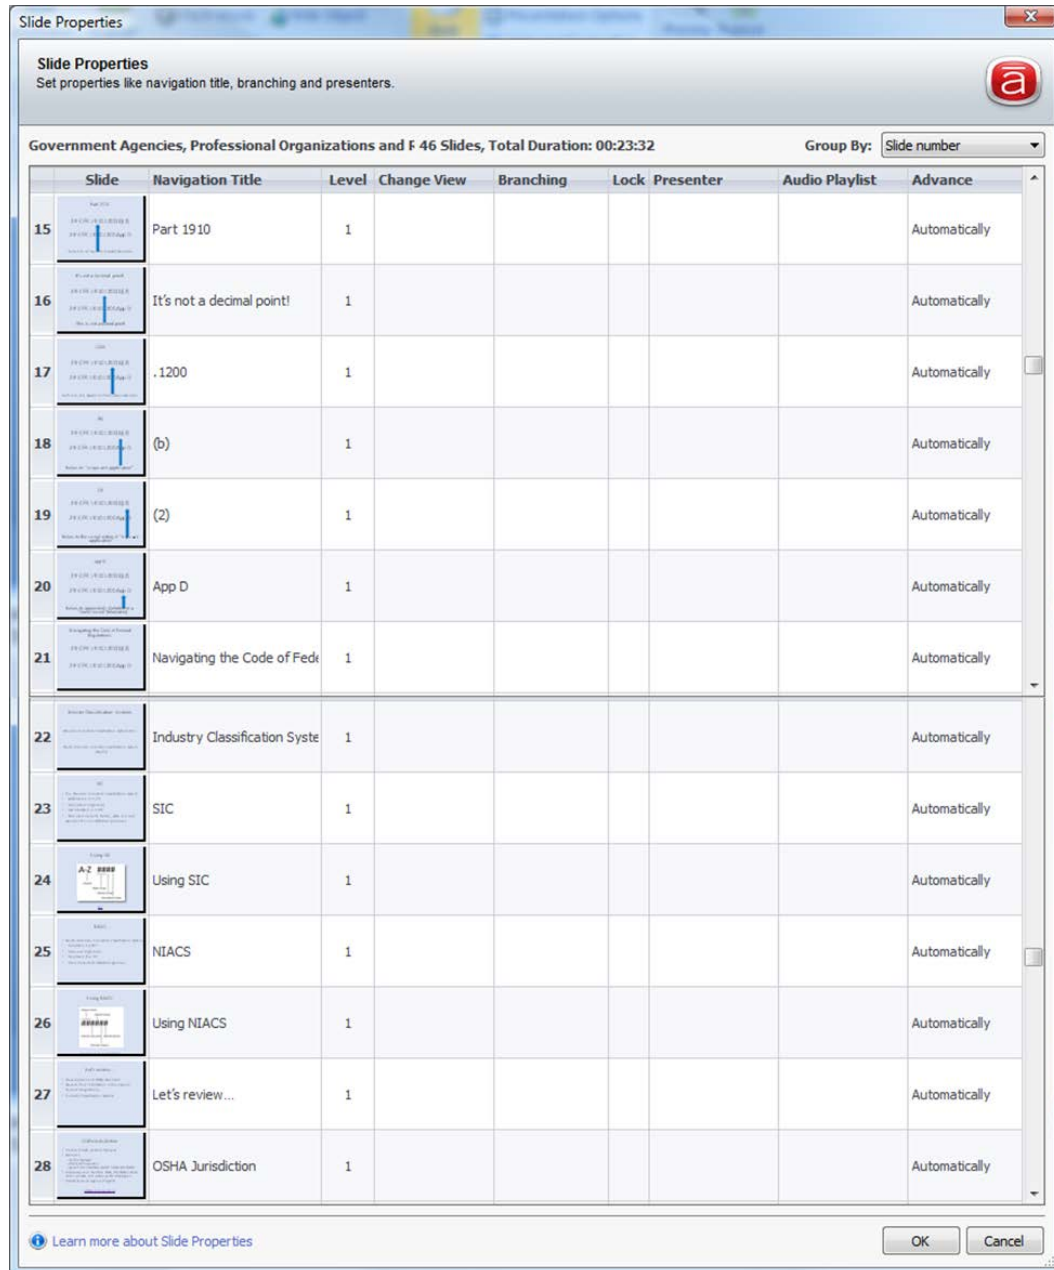 Slide Properties
Slide Properties
Set properties like navigation title, branching and presenters.
ā
Government Agencies, Professional Organizations and F 46 Slides, Total Duration: 00:23:32 Group By: Slide number
Slide Navigation Title Level Change View Branching Lock Presenter Audio Playlist Advance
15 Part 1910 1 Automatically
16 It's not a decimal point! 1 Automatically
17 .1200 1 Automatically
18 (b) 1 Automatically
19 (2) 1 Automatically
20 App D 1 Automatically
21 Navigating the Code of Fede 1 Automatically
22 Industry Classification Syste 1 Automatically
23 SIC 1 Automatically
24 A-Z #### Using SIC 1 Automatically
25 NIACS 1 Automatically
26 ###### Using NIACS 1 Automatically
27 Let's review... 1 Automatically
28 OSHA Jurisdiction 1 Automatically
Learn more about Slide Properties OK Cancel